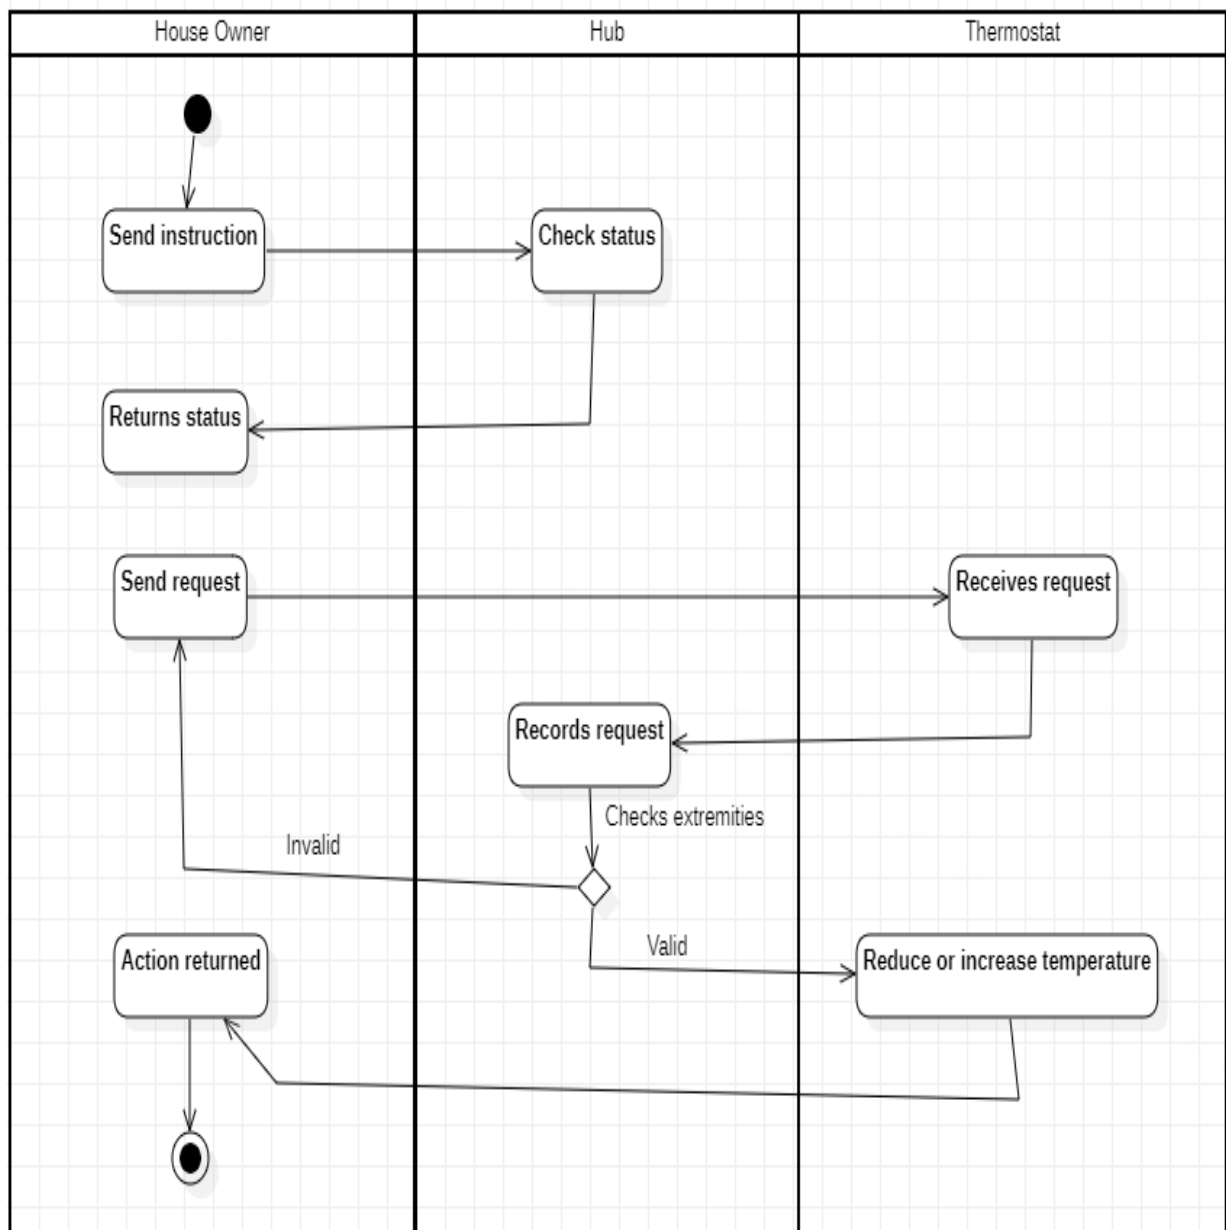 House Owner
Hub
Thermostat
Send instruction
Check status
Returns status
Send request
Receives request
Records request
Checks extremities
Invalid
Valid
Action returned
Reduce or increase temperature